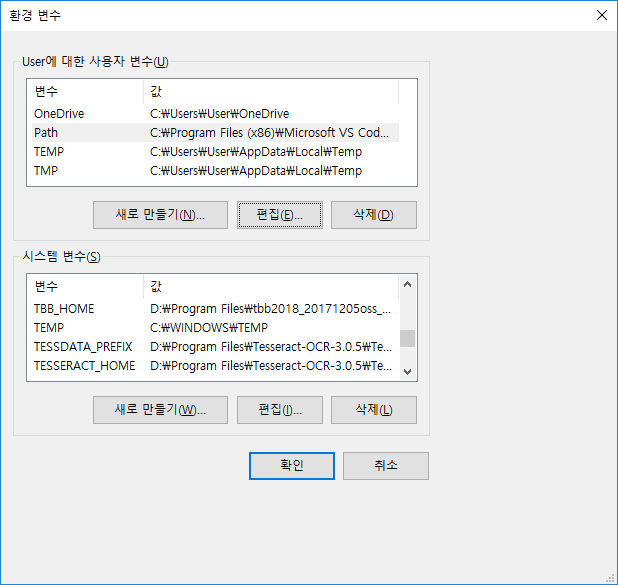 환경 변수
User에 대한 사용자 변수(U)
변수 값
OneDrive C:₩Users₩User₩OneDrive
Path C:₩Program Files (x86)₩Microsoft VS Cod...
TEMP C:₩Users₩User₩AppData₩Local₩Temp
TMP C:₩Users₩User₩AppData₩Local₩Temp
새로 만들기(N)... 편집(E)... 삭제(D)
시스템 변수(S)
변수 값
TBB_HOME D:₩Program Files₩tbb2018_20171205oss_...
TEMP C:₩WINDOWS₩TEMP
TESSDATA_PREFIX D:₩Program Files₩Tesseract-OCR-3.0.5₩Te...
TESSERACT_HOME D:₩Program Files₩Tesseract-OCR-3.0.5₩Te...
새로 만들기(W)... 편집(I)... 삭제(L)
확인 취소